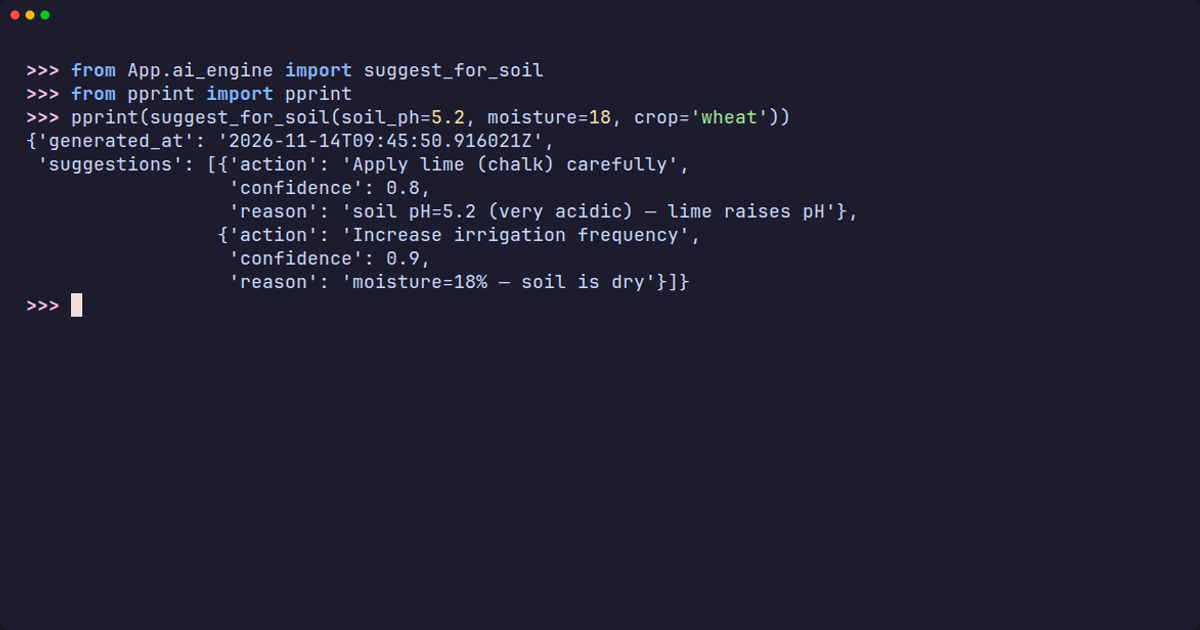 >>> from App.ai_engine import suggest_for_soil
>>> from pprint import pprint
>>> pprint(suggest_for_soil(soil_ph=5.2, moisture=18, crop='wheat'))
{'generated_at': '2026-11-14T09:45:50.916021Z',
 'suggestions': [{'action': 'Apply lime (chalk) carefully',
                  'confidence': 0.8,
                  'reason': 'soil pH=5.2 (very acidic) — lime raises pH'},
                 {'action': 'Increase irrigation frequency',
                  'confidence': 0.9,
                  'reason': 'moisture=18% — soil is dry'}]}
>>>